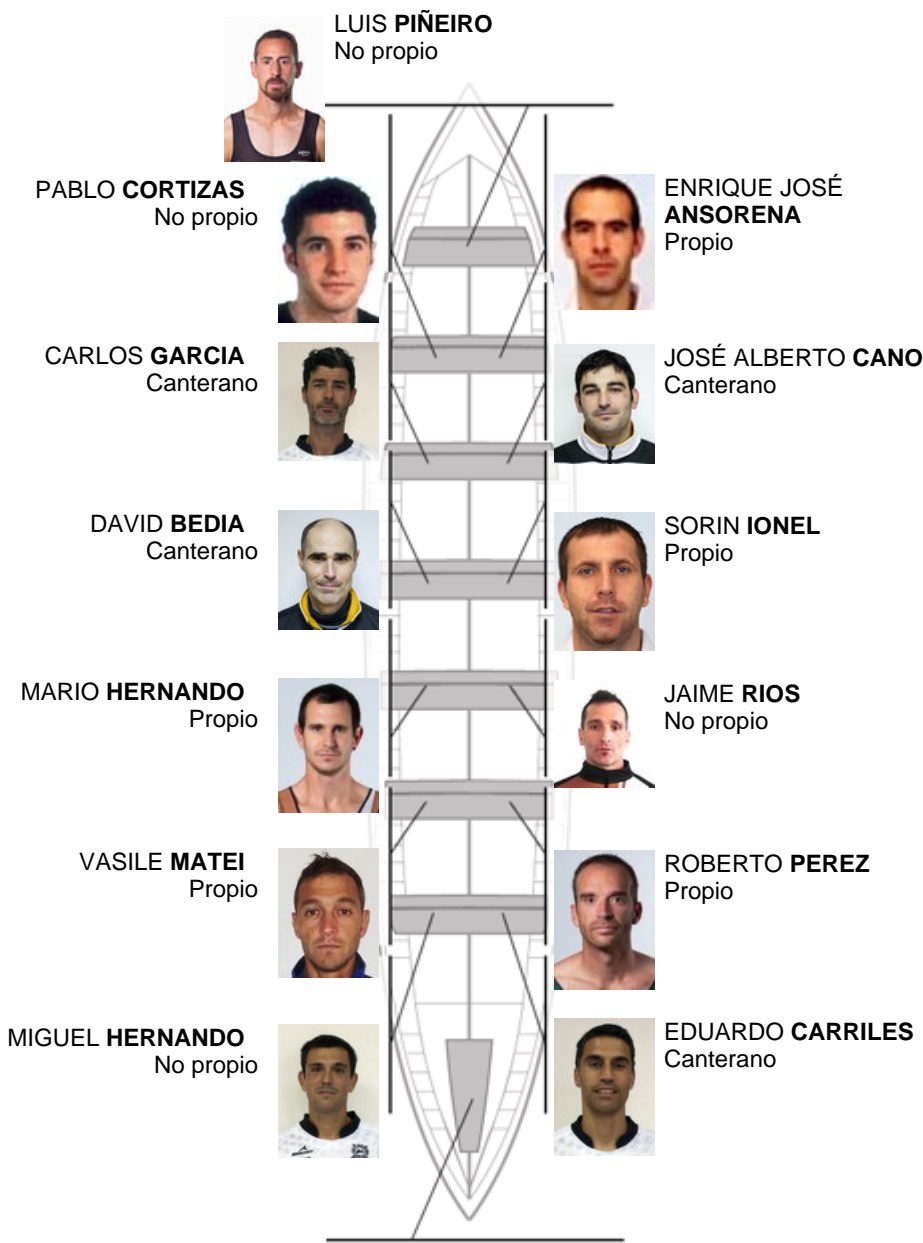 LUIS PIÑEIRO
No propio
PABLO CORTIZAS
No propio
ENRIQUE JOSÉ
ANSORENA
Propio
CARLOS GARCIA
Canterano
JOSÉ ALBERTO CANO
Canterano
DAVID BEDIA
Canterano
SORIN IONEL
Propio
MARIO HERNANDO
Propio
JAIME RIOS
No propio
VASILE MATEI
Propio
ROBERTO PEREZ
Propio
MIGUEL HERNANDO
No propio
EDUARDO CARRILES
Canterano